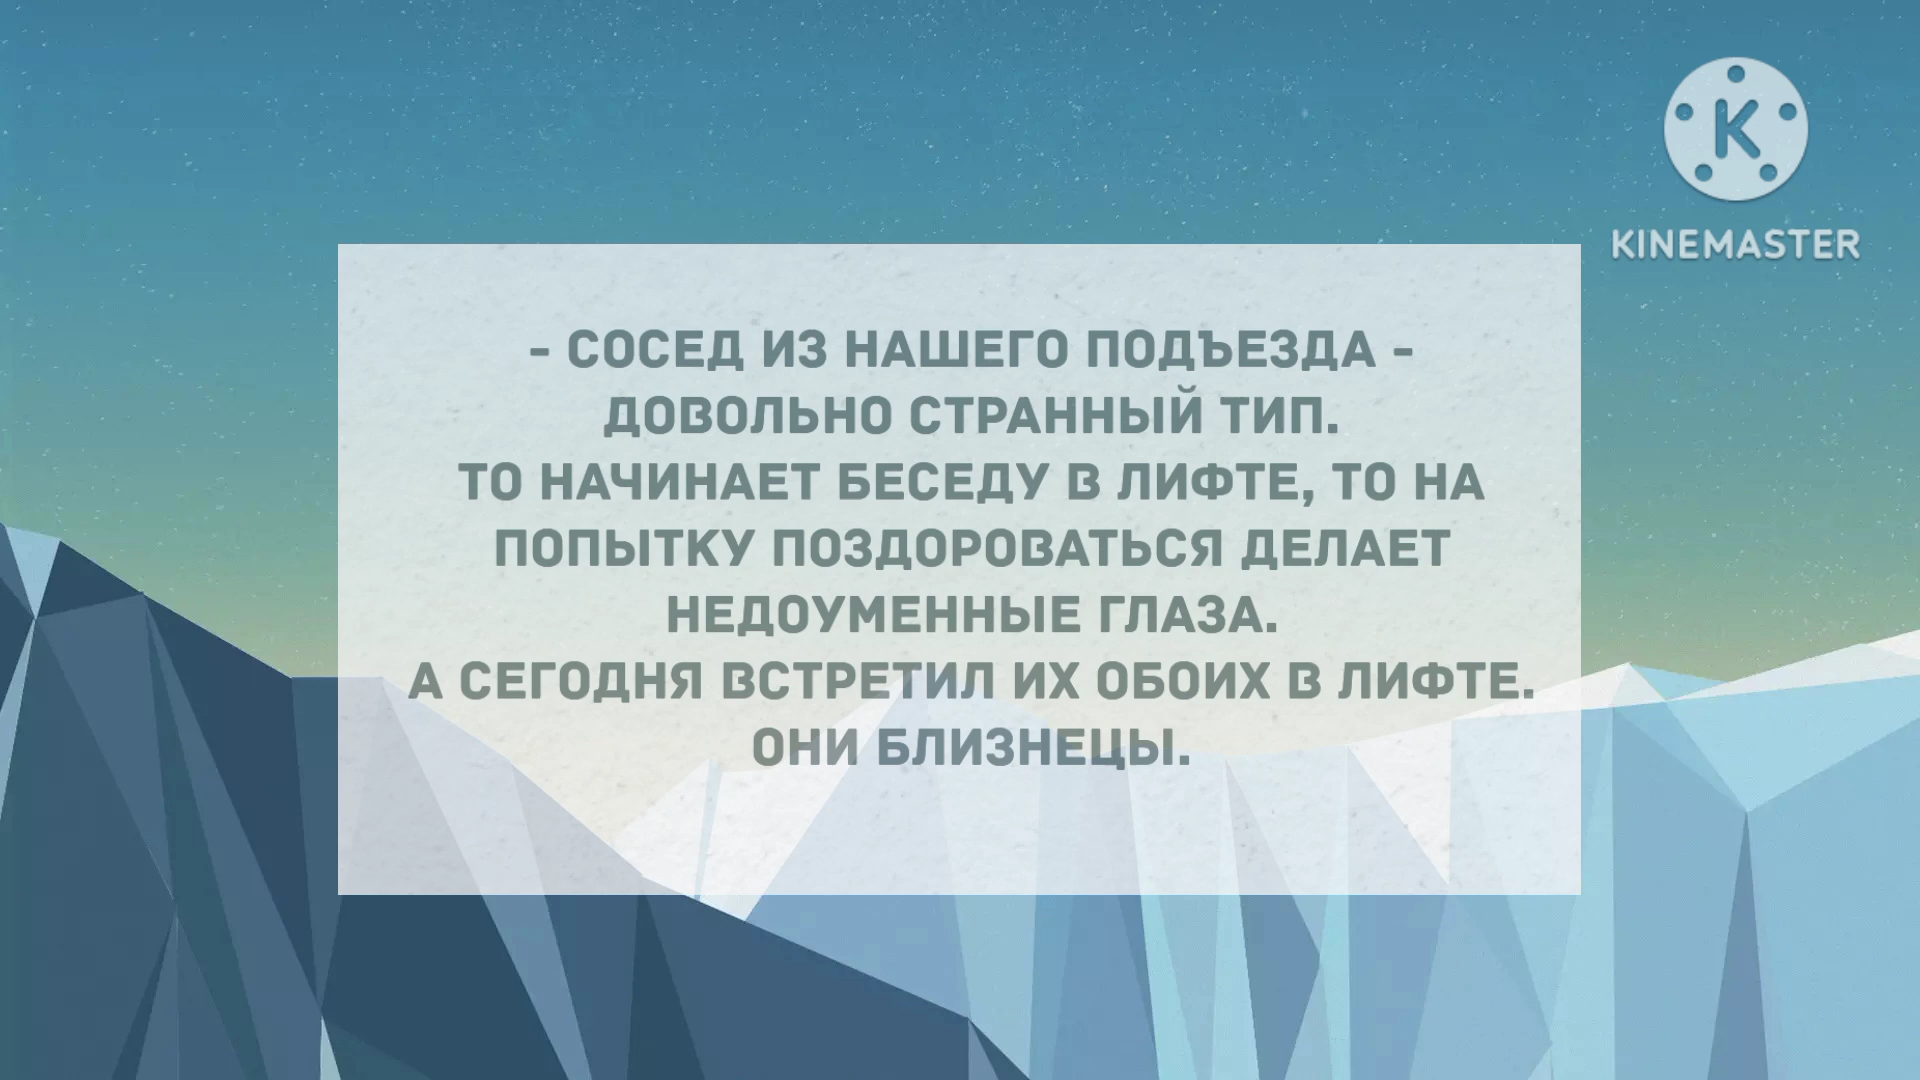 KINEMASTER
- СОСЕД ИЗ НАШЕГО ПОДЪЕЗДА -
ДОВОЛЬНО СТРАННЫЙ ТИП.
ТО НАЧИНАЕТ БЕСЕДУ В ЛИФТЕ, ТО НА
ПОПЫТКУ ПОЗДОРОВАТЬСЯ ДЕЛАЕТ
НЕДОУМЕННЫЕ ГЛАЗА.
А СЕГОДНЯ ВСТРЕТИЛ ИХ ОБОИХ В ЛИФТЕ.
ОНИ БЛИЗНЕЦЫ.